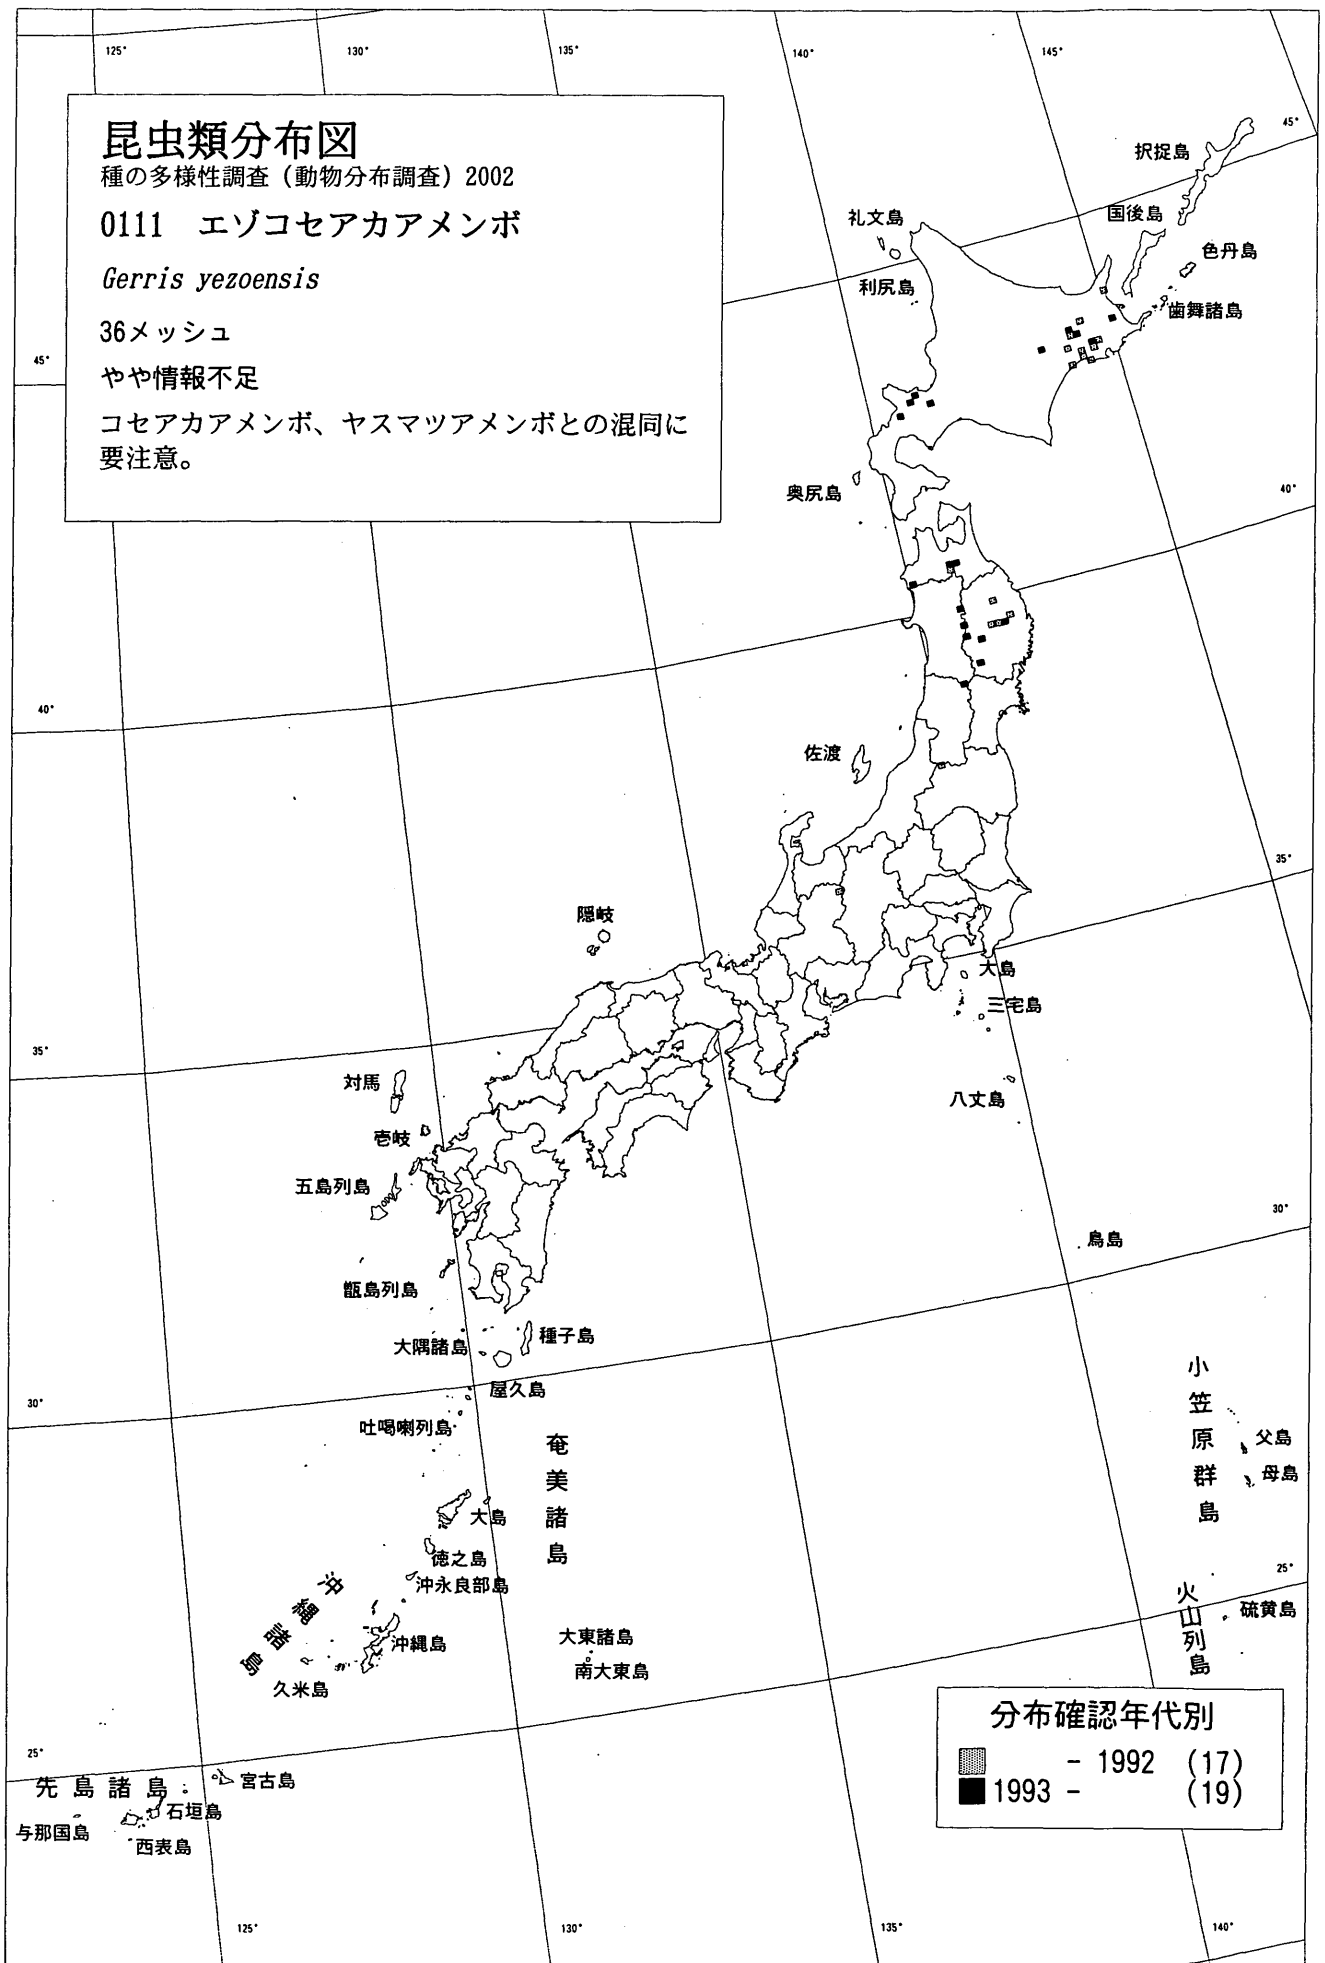 125°
130°
135°
140°
145°
昆虫類分布図
種の多様性調査（動物分布調査）2002
0111　エゾコセアカアメンボ
Gerris yezoensis
36メッシュ
やや情報不足
コセアカアメンボ、ヤスマツアメンボとの混同に
要注意。
45°
択捉島
国後島
礼文島
色丹島
利尻島
歯舞諸島
45°
奥尻島
40°
40°
佐渡
35°
隠岐
大島
三宅島
35°
対馬
八丈島
壱岐
五島列島
30°
鳥島
甑島列島
種子島
大隅諸島
屋久島
30°
吐喝喇列島
奄美諸島
小笠原群島
父島
母島
大島
徳之島
沖永良部島
沖縄諸島
沖縄島
久米島
大東諸島
南大東島
25°
火山列島
硫黄島
25°
先島諸島
宮古島
石垣島
与那国島
西表島
分布確認年代別
－ 1992 (17)
1993 － (19)
125°
130°
135°
140°